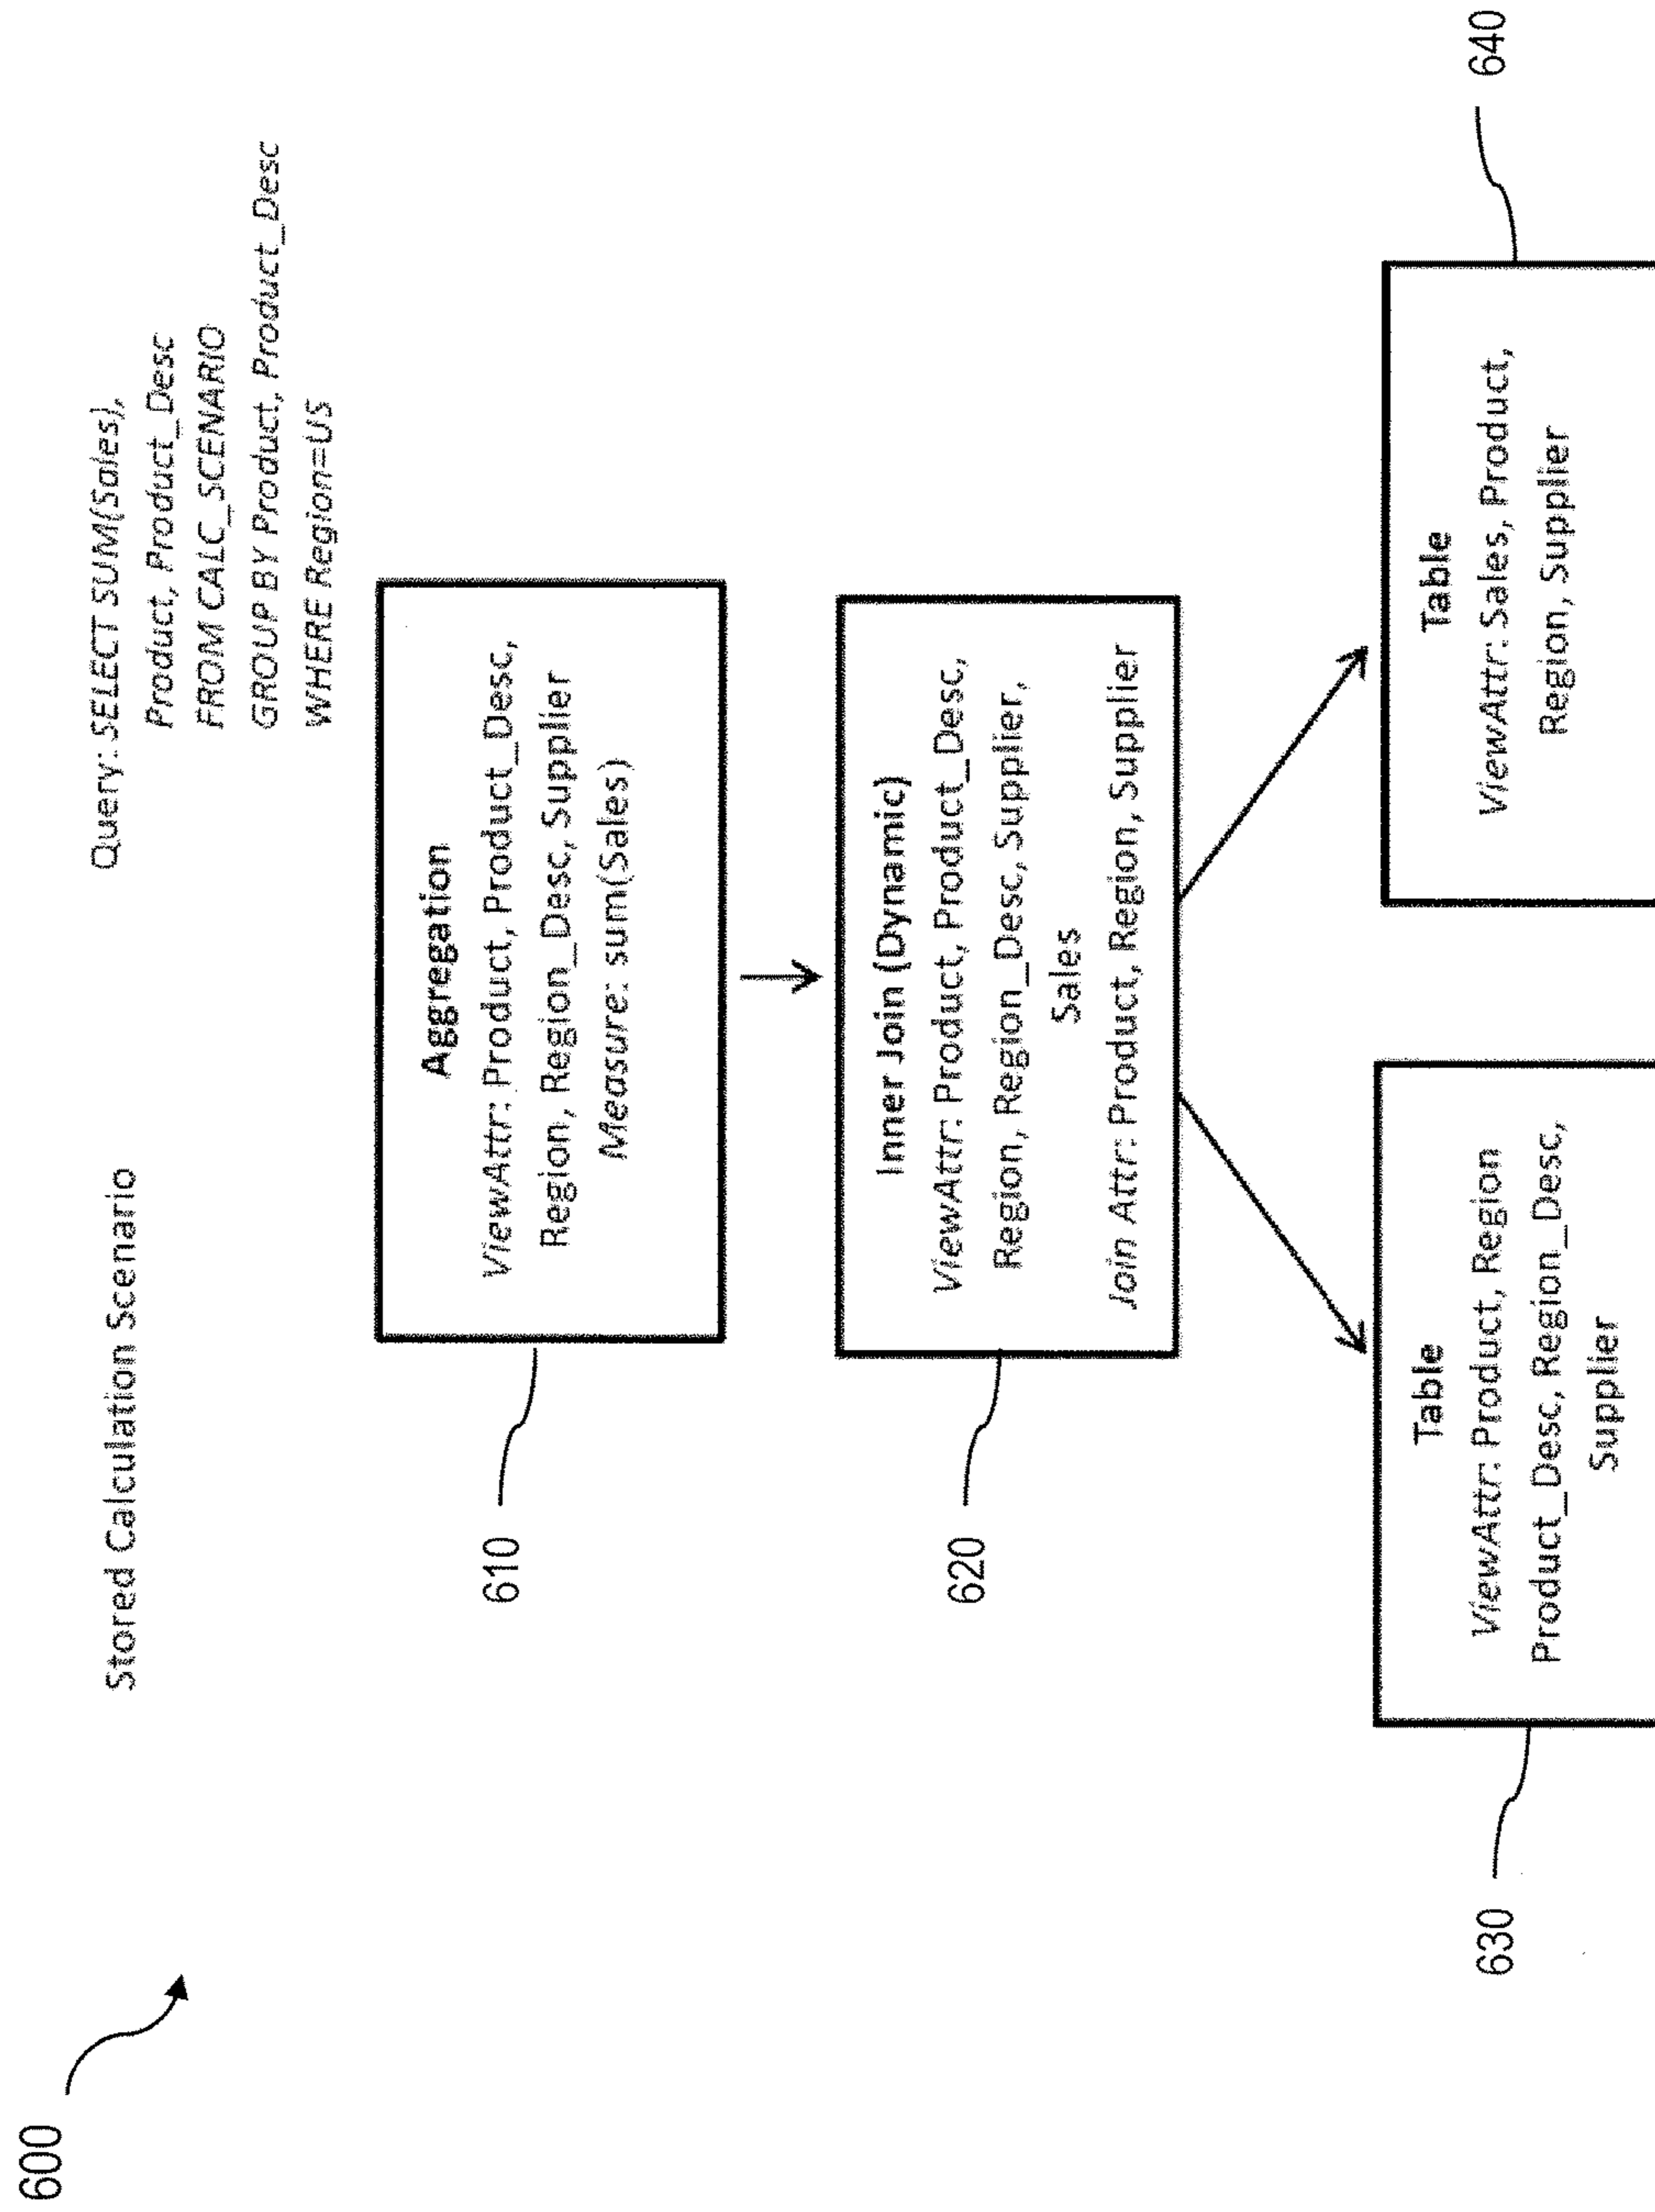 600
Stored Calculation Scenario
Query: SELECT SUM(Sales),
Product, Product_Desc
FROM CALC_SCENARIO
GROUP BY Product, Product_Desc
WHERE Region=US
610
Aggregation
ViewAttr: Product, Product_Desc,
Region, Region_Desc, Supplier
Measure: sum(Sales)
620
Inner Join (Dynamic)
ViewAttr: Product, Product_Desc,
Region, Region_Desc, Supplier,
Sales
Join Attr: Product, Region, Supplier
630
Table
ViewAttr: Product, Region
Product_Desc, Region_Desc,
Supplier
640
Table
ViewAttr: Sales, Product,
Region, Supplier